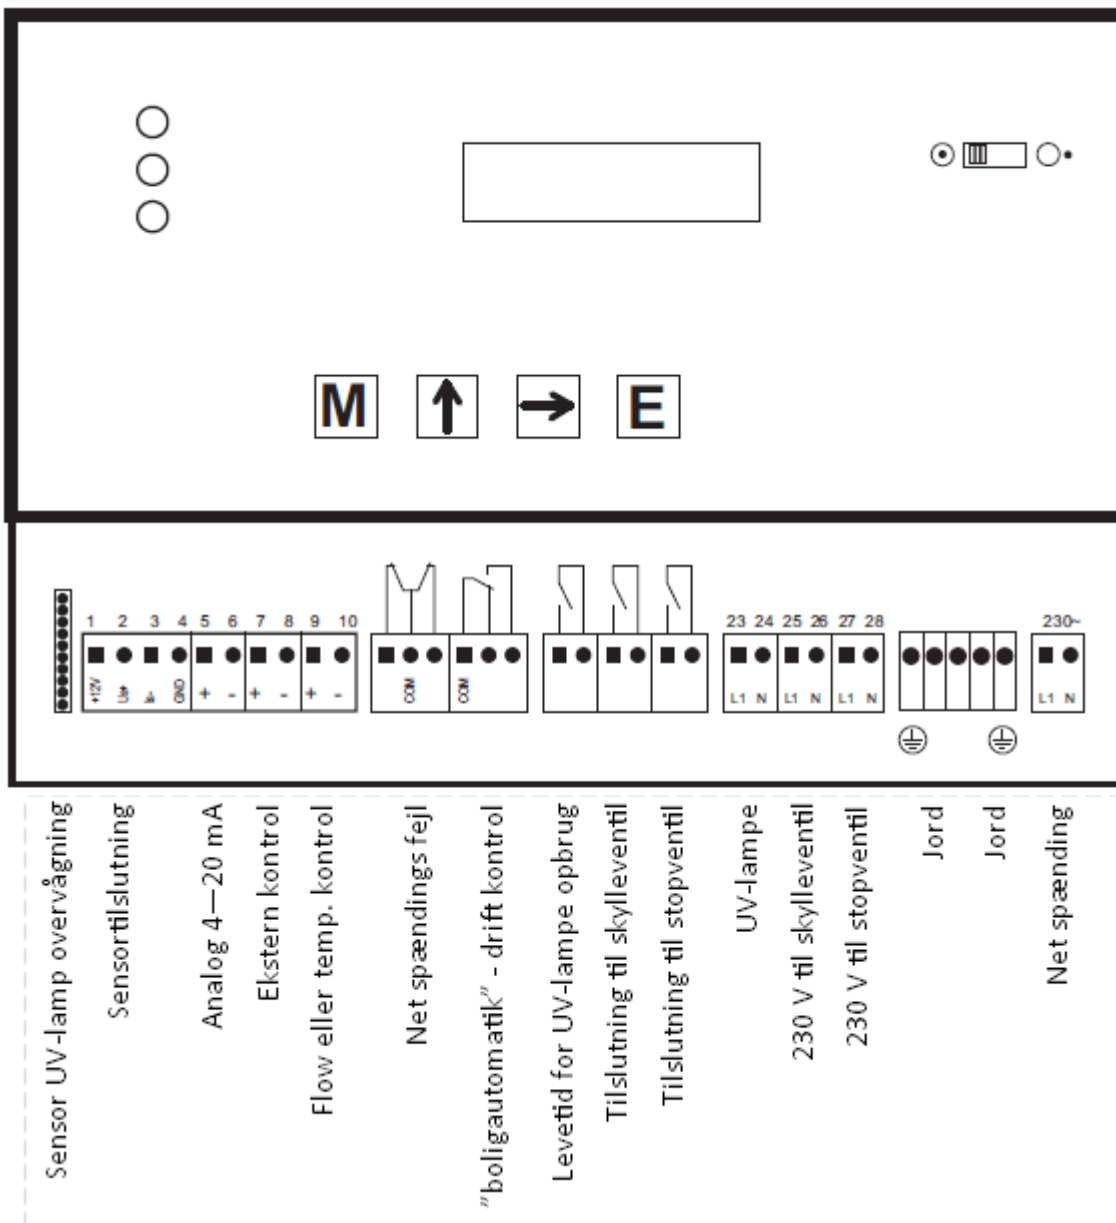 M E
1 2 3 4 5 6 7 8 9 10 23 24 25 26 27 28 230~
+12V Us+ Is- GND + - + - + - COM COM L1 N L1 N L1 N L1 N
Sensor UV-lamp overvågning
Sensortilslutning
Analog 4—20 mA
Ekstern kontrol
Flow eller temp. kontrol
Net spændings fejl
"boligautomatik" - drift kontrol
Levetid for UV-lampe opbrug
Tilslutning til skylleventil
Tilslutning til stopventil
UV-lampe
230 V til skylleventil
230 V til stopventil
Jord
Jord
Net spænding